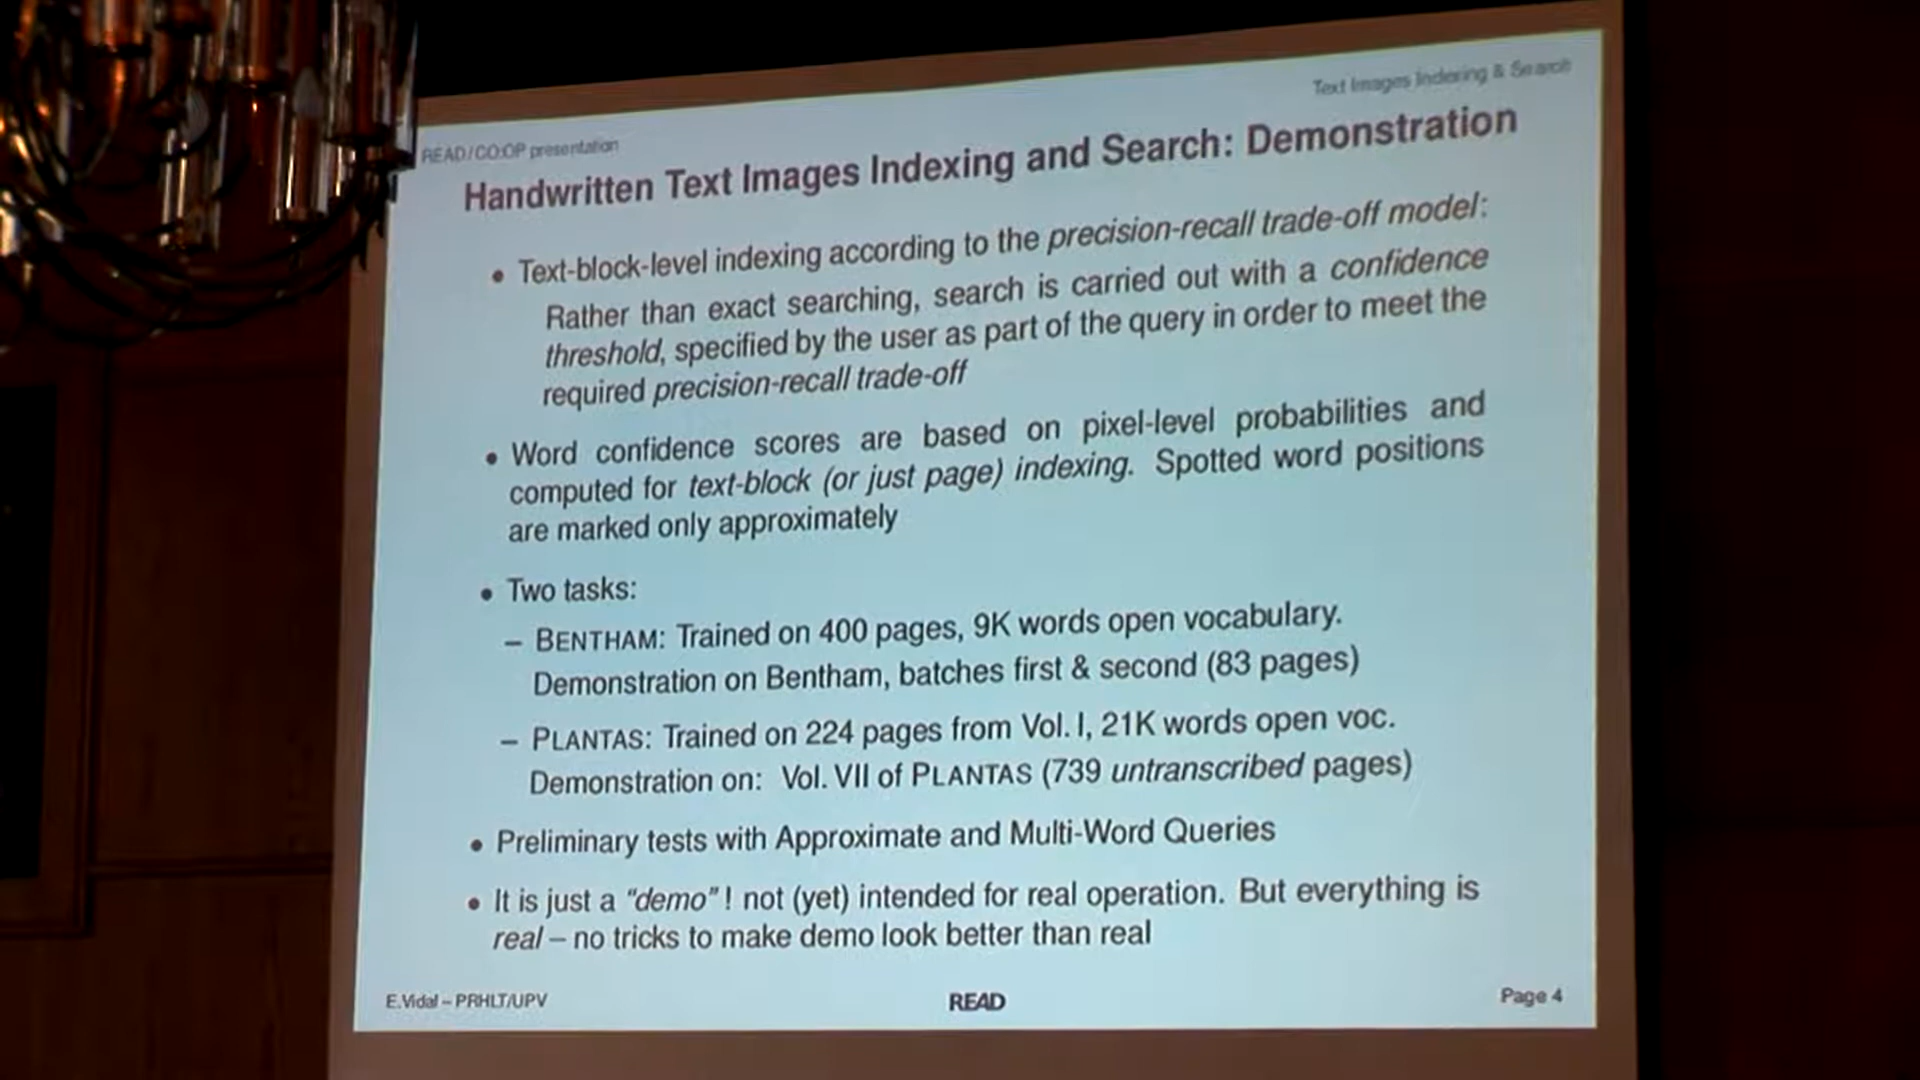 Text Images Indexing & Search
READ/CO:OP presentation
Handwritten Text Images Indexing and Search: Demonstration
• Text-block-level indexing according to the precision-recall trade-off model:
Rather than exact searching, search is carried out with a confidence
threshold, specified by the user as part of the query in order to meet the
required precision-recall trade-off
• Word confidence scores are based on pixel-level probabilities and
computed for text-block (or just page) indexing. Spotted word positions
are marked only approximately
• Two tasks:
– BENTHAM: Trained on 400 pages, 9K words open vocabulary.
Demonstration on Bentham, batches first & second (83 pages)
– PLANTAS: Trained on 224 pages from Vol. I, 21K words open voc.
Demonstration on: Vol. VII of PLANTAS (739 untranscribed pages)
• Preliminary tests with Approximate and Multi-Word Queries
• It is just a “demo”! not (yet) intended for real operation. But everything is
real – no tricks to make demo look better than real
E.Vidal – PRHLT/UPV
READ
Page 4